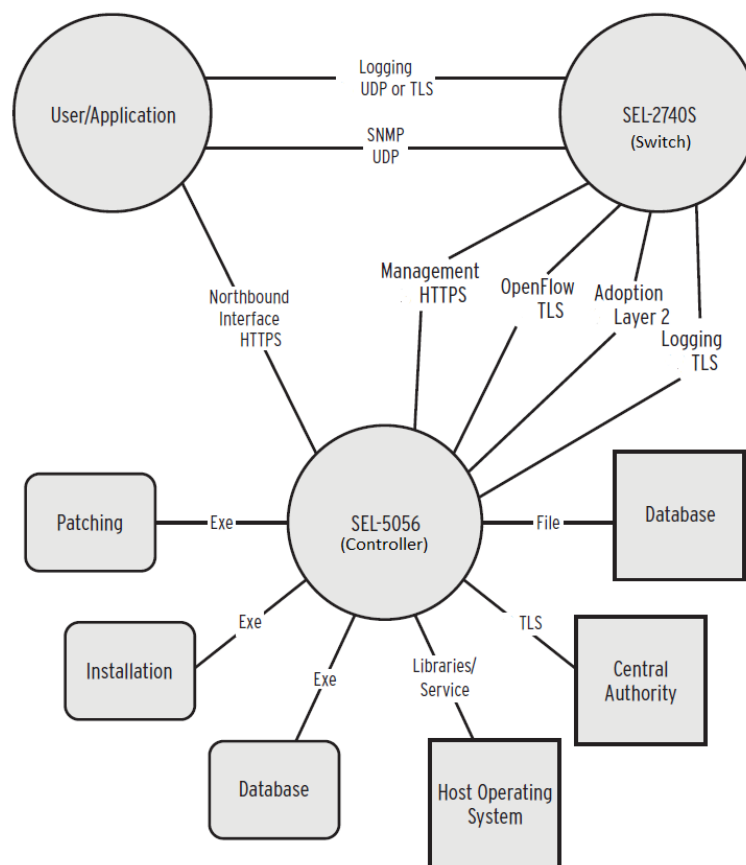 Logging
UDP or TLS
User/Application
SEL-2740S
(Switch)
SNMP
UDP
Management
HTTPS
OpenFlow
TLS
Adoption
Layer 2
Logging
TLS
Northbound
Interface
HTTPS
Patching
Exe
SEL-5056
(Controller)
File
Database
Installation
Exe
TLS
Central
Authority
Exe
Libraries/
Service
Database
Host Operating
System